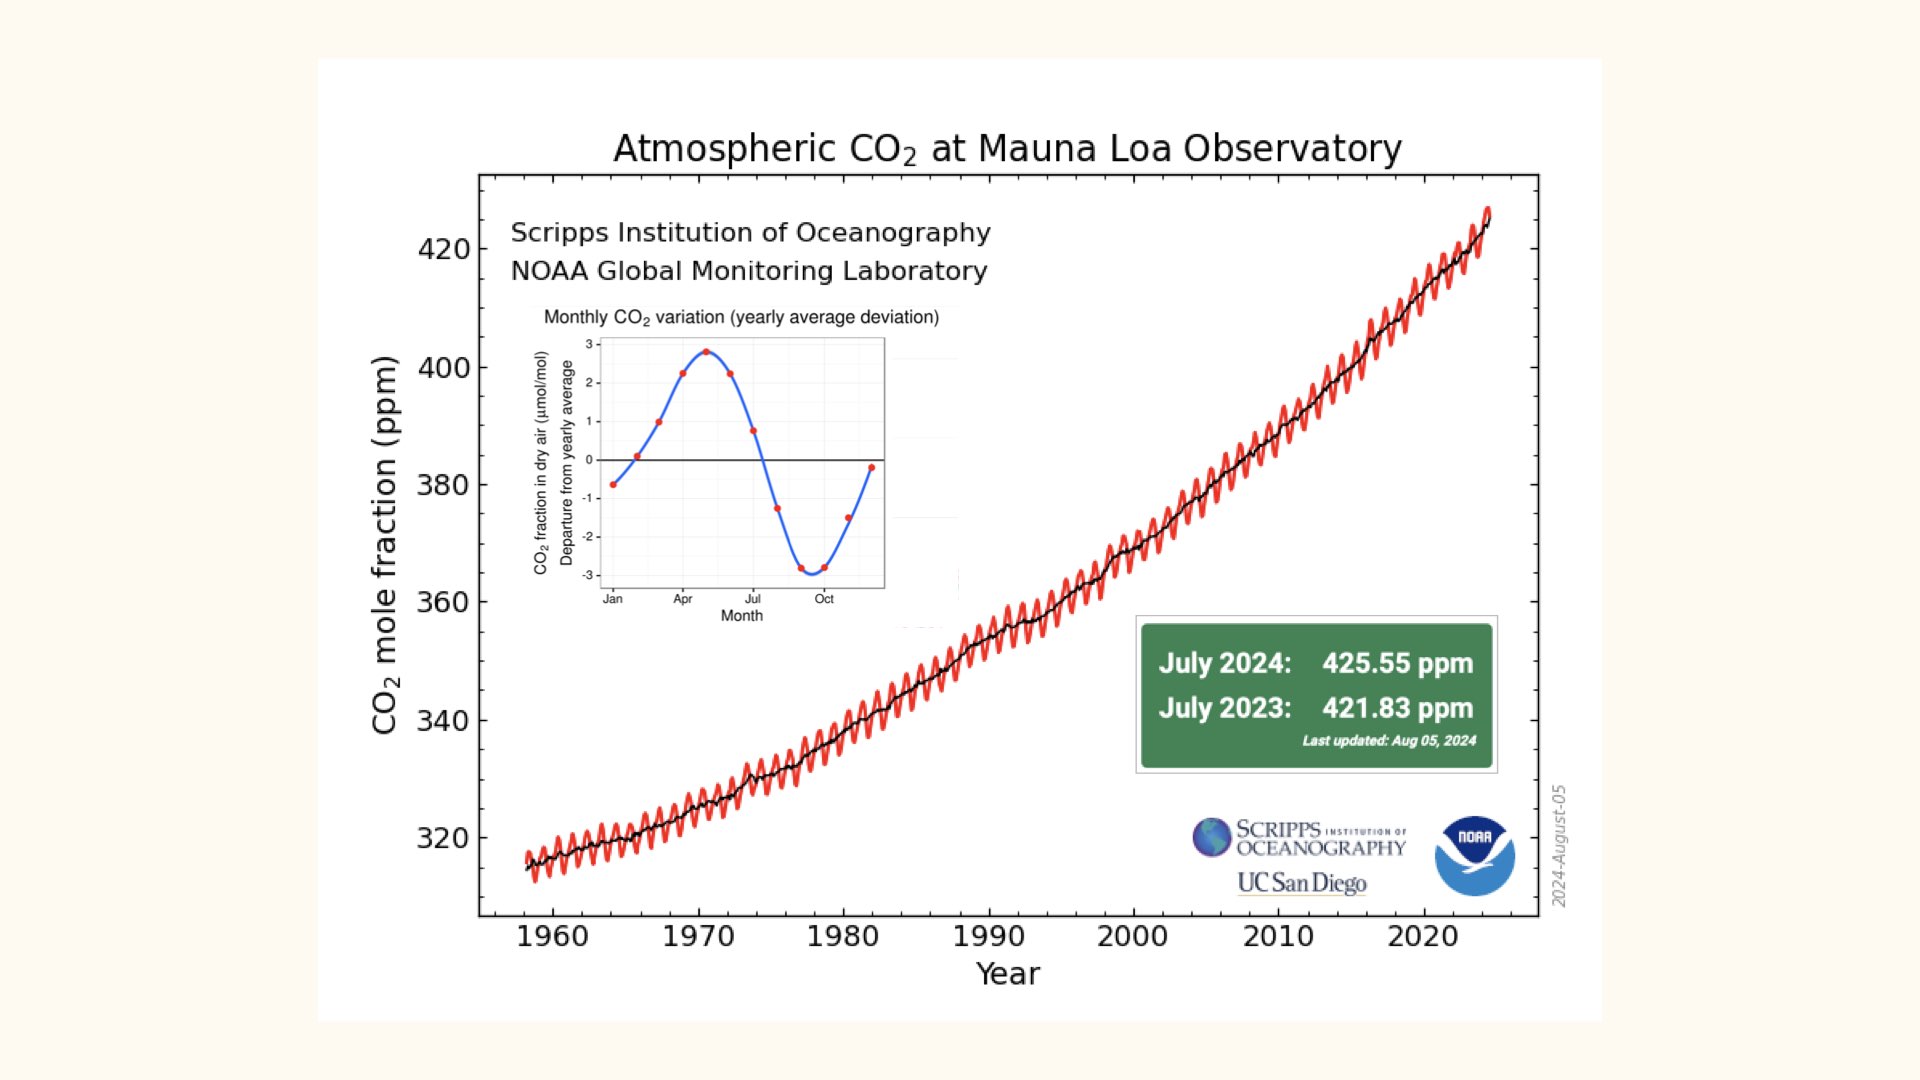 Atmospheric CO₂ at Mauna Loa Observatory
Scripps Institution of Oceanography
NOAA Global Monitoring Laboratory
Monthly CO₂ variation (yearly average deviation)
CO₂ fraction in dry air (µmol/mol)
Departure from yearly average
3
2
1
0
-1
-2
-3
Jan Apr Jul Oct
Month
CO₂ mole fraction (ppm)
420
400
380
360
340
320
July 2024: 425.55 ppm
July 2023: 421.83 ppm
Last updated: Aug 05, 2024
SCRIPPS INSTITUTION OF
OCEANOGRAPHY
UC San Diego
NOAA
2024-August-05
1960 1970 1980 1990 2000 2010 2020
Year